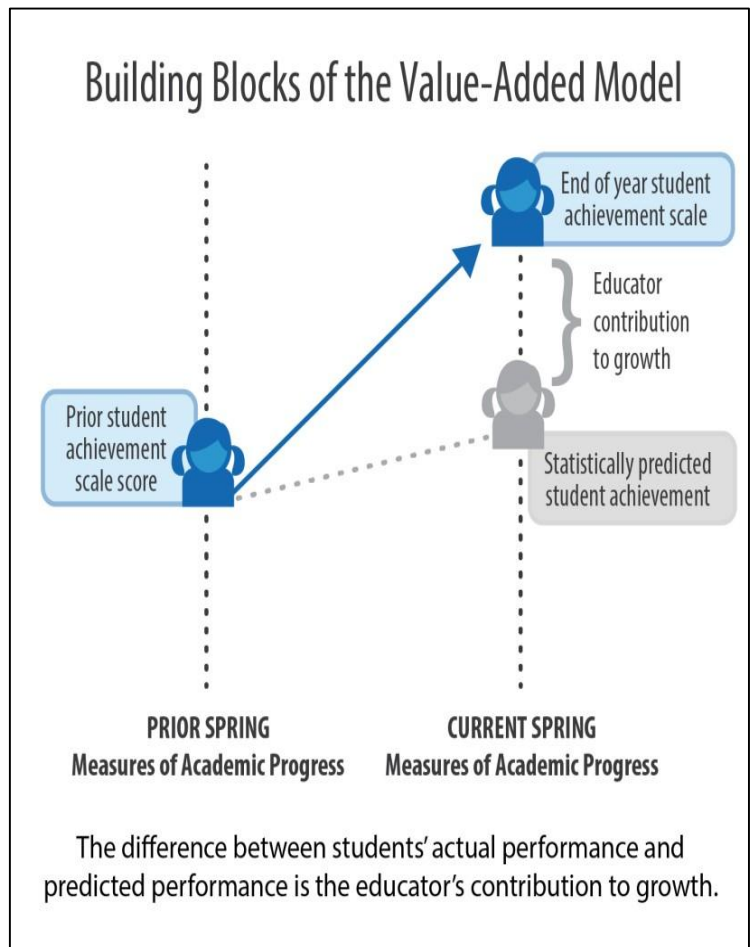 Building Blocks of the Value-Added Model
End of year student
achievement scale
Educator
contribution
to growth
Prior student
achievement
scale score
Statistically predicted
student achievement
PRIOR SPRING
Measures of Academic Progress
CURRENT SPRING
Measures of Academic Progress
The difference between students' actual performance and
predicted performance is the educator's contribution to growth.